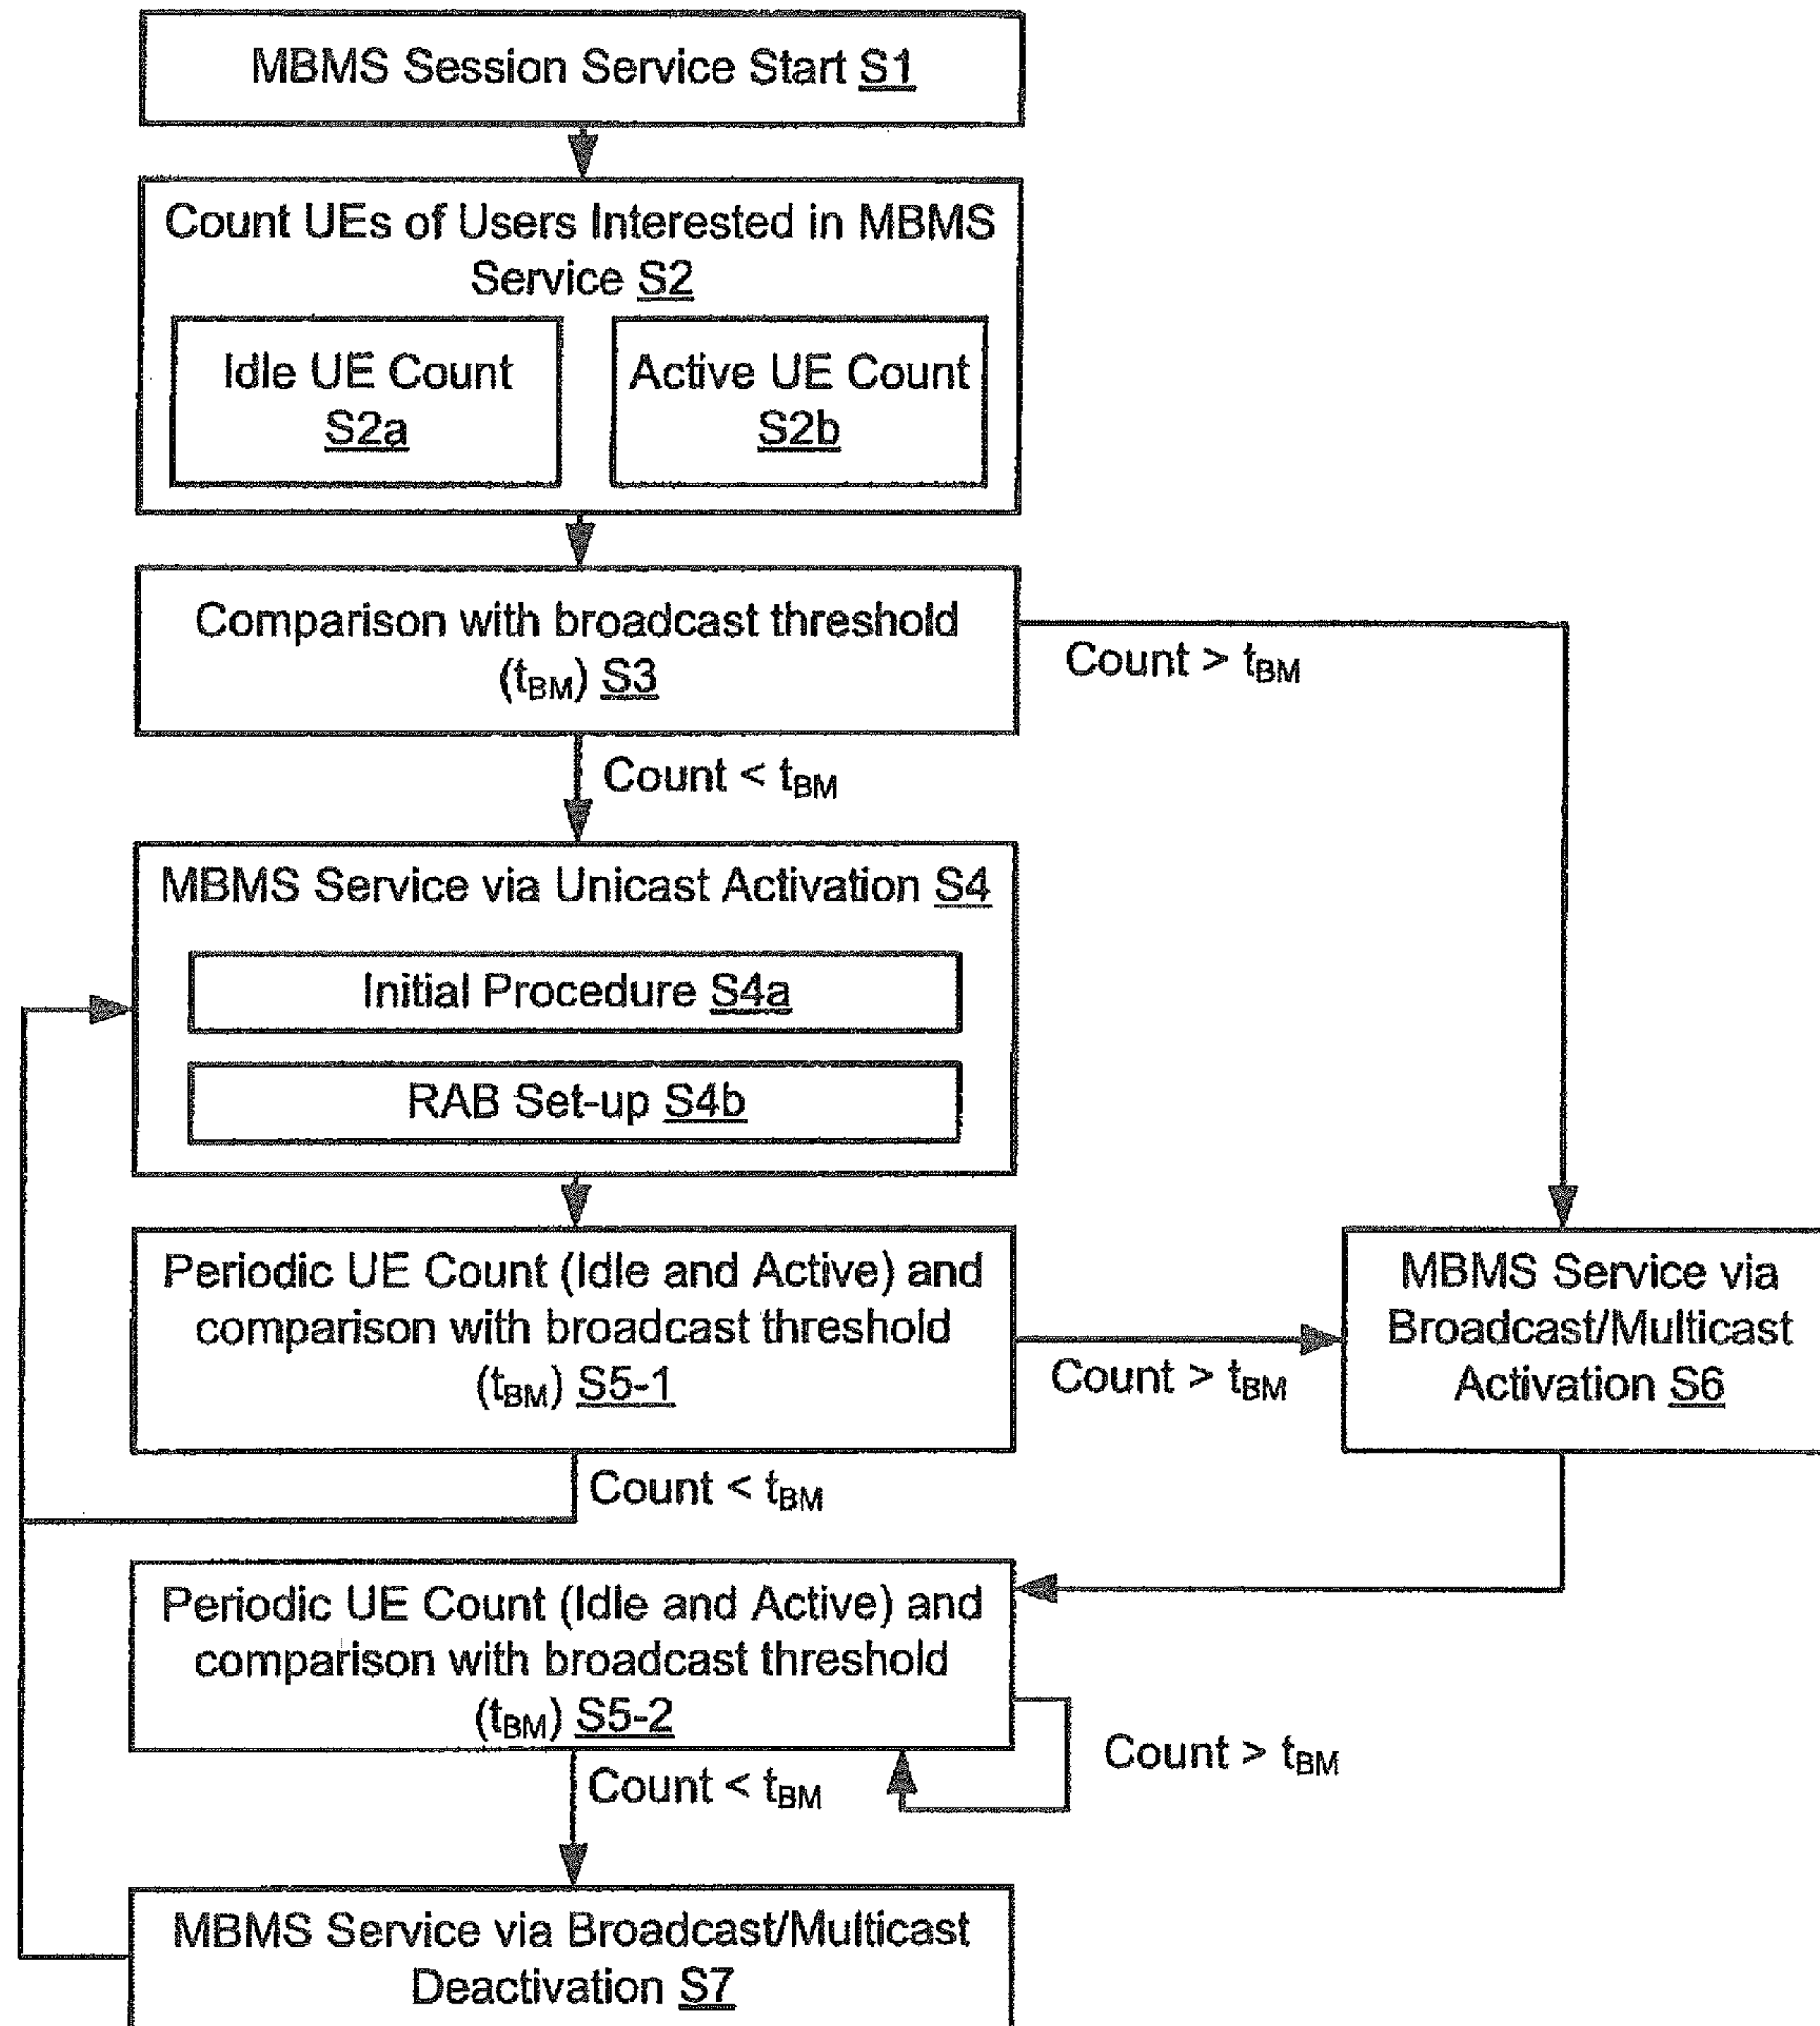 MBMS Session Service Start S1
Count UEs of Users Interested in MBMS
Service S2
Idle UE Count
S2a
Active UE Count
S2b
Comparison with broadcast threshold
(tBM) S3
Count > tBM
Count < tBM
MBMS Service via Unicast Activation S4
Initial Procedure S4a
RAB Set-up S4b
Periodic UE Count (Idle and Active) and
comparison with broadcast threshold
(tBM) S5-1
Count > tBM
MBMS Service via
Broadcast/Multicast
Activation S6
Count < tBM
Periodic UE Count (Idle and Active) and
comparison with broadcast threshold
(tBM) S5-2
Count > tBM
Count < tBM
MBMS Service via Broadcast/Multicast
Deactivation S7